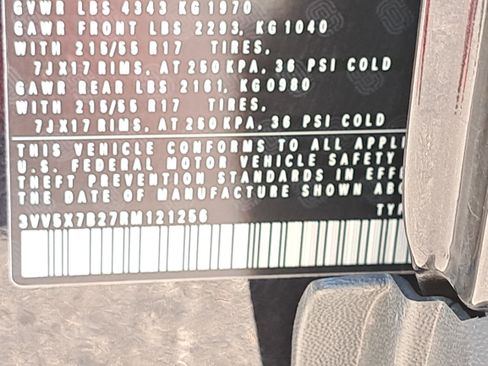 GVWR LBS 4343 KG 1970
GAWR FRONT LBS 2293, KG 1040
WITH 215/55 R17 TIRES,
7JX17 RIMS, AT 250 KPA, 36 PSI COLD
GAWR REAR LBS 2161, KG 0980
WITH 215/55 R17 TIRES,
7JX17 RIMS, AT 250 KPA, 36 PSI COLD
THIS VEHICLE CONFORMS TO ALL APPLI
U.S. FEDERAL MOTOR VEHICLE SAFETY
THEFT PREVENTION STANDARDS IN EFFE
THE DATE OF MANUFACTURE SHOWN ABO
3VV5X7B27RM121256 TYP